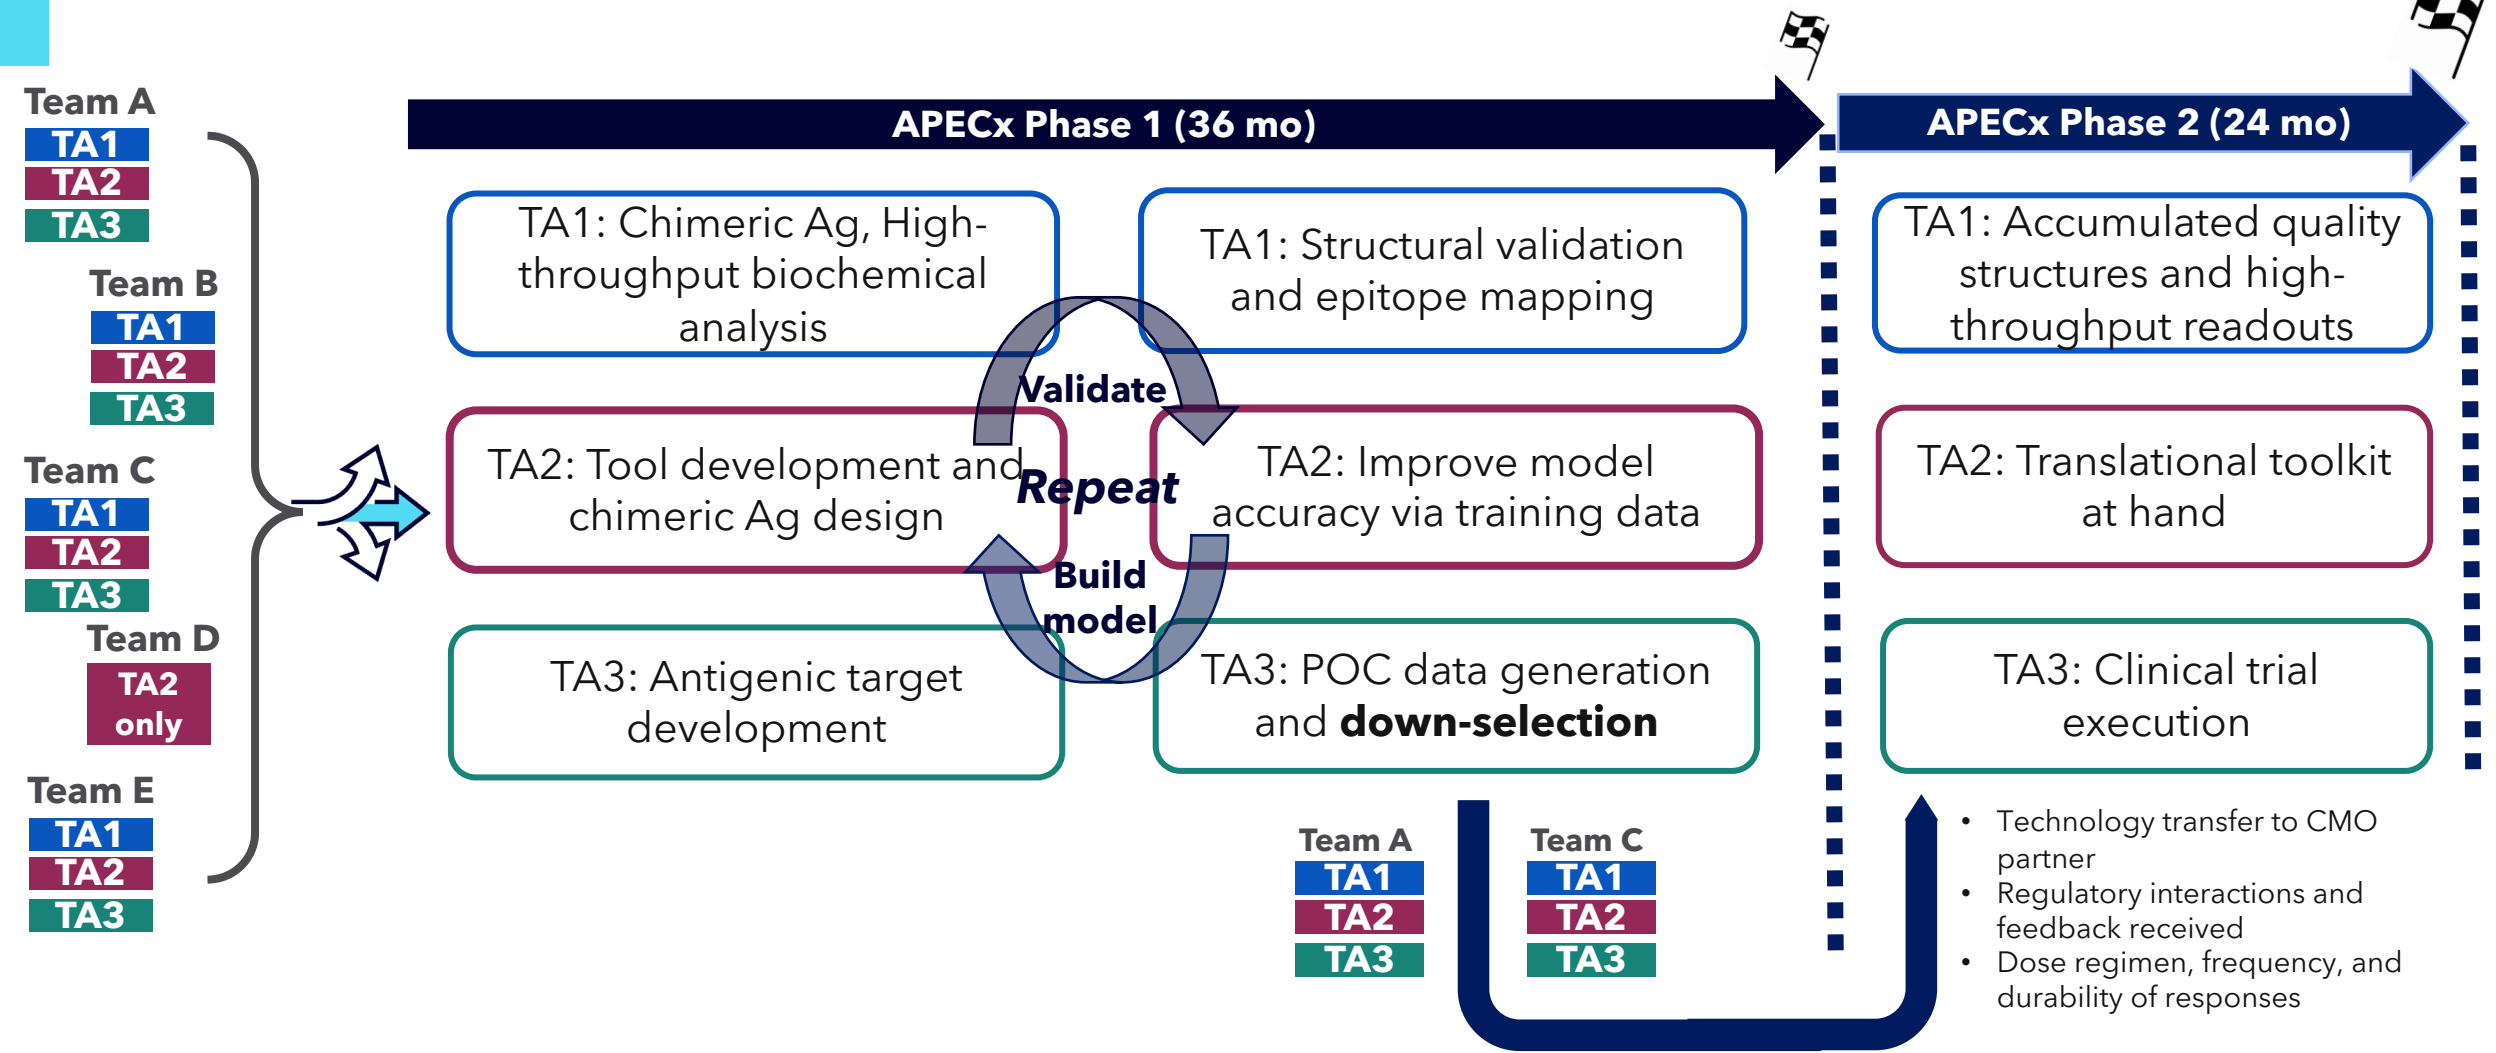 Team A
TA1
TA2
TA3
Team B
TA1
TA2
TA3
Team C
TA1
TA2
TA3
Team D
TA2
only
Team E
TA1
TA2
TA3
APECx Phase 1 (36 mo)
TA1: Chimeric Ag, High-
throughput biochemical
analysis
TA1: Structural validation
and epitope mapping
Validate
TA2: Tool development and
chimeric Ag design
Repeat
TA2: Improve model
accuracy via training data
Build
model
TA3: Antigenic target
development
TA3: POC data generation
and down-selection
Team A
TA1
TA2
TA3
Team C
TA1
TA2
TA3
APECx Phase 2 (24 mo)
TA1: Accumulated quality
structures and high-
throughput readouts
TA2: Translational toolkit
at hand
TA3: Clinical trial
execution
• Technology transfer to CMO
partner
• Regulatory interactions and
feedback received
• Dose regimen, frequency, and
durability of responses